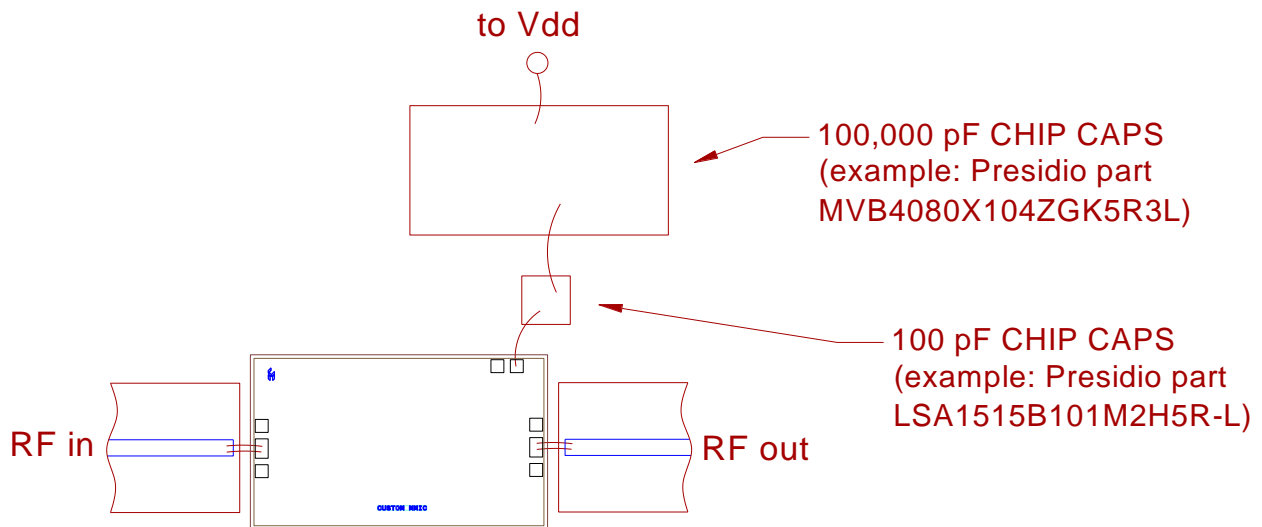 to Vdd
100,000 pF CHIP CAPS
(example: Presidio part
MVB4080X104ZGK5R3L)
100 pF CHIP CAPS
(example: Presidio part
LSA1515B101M2H5R-L)
RF in
RF out
CUSTOM MMIC